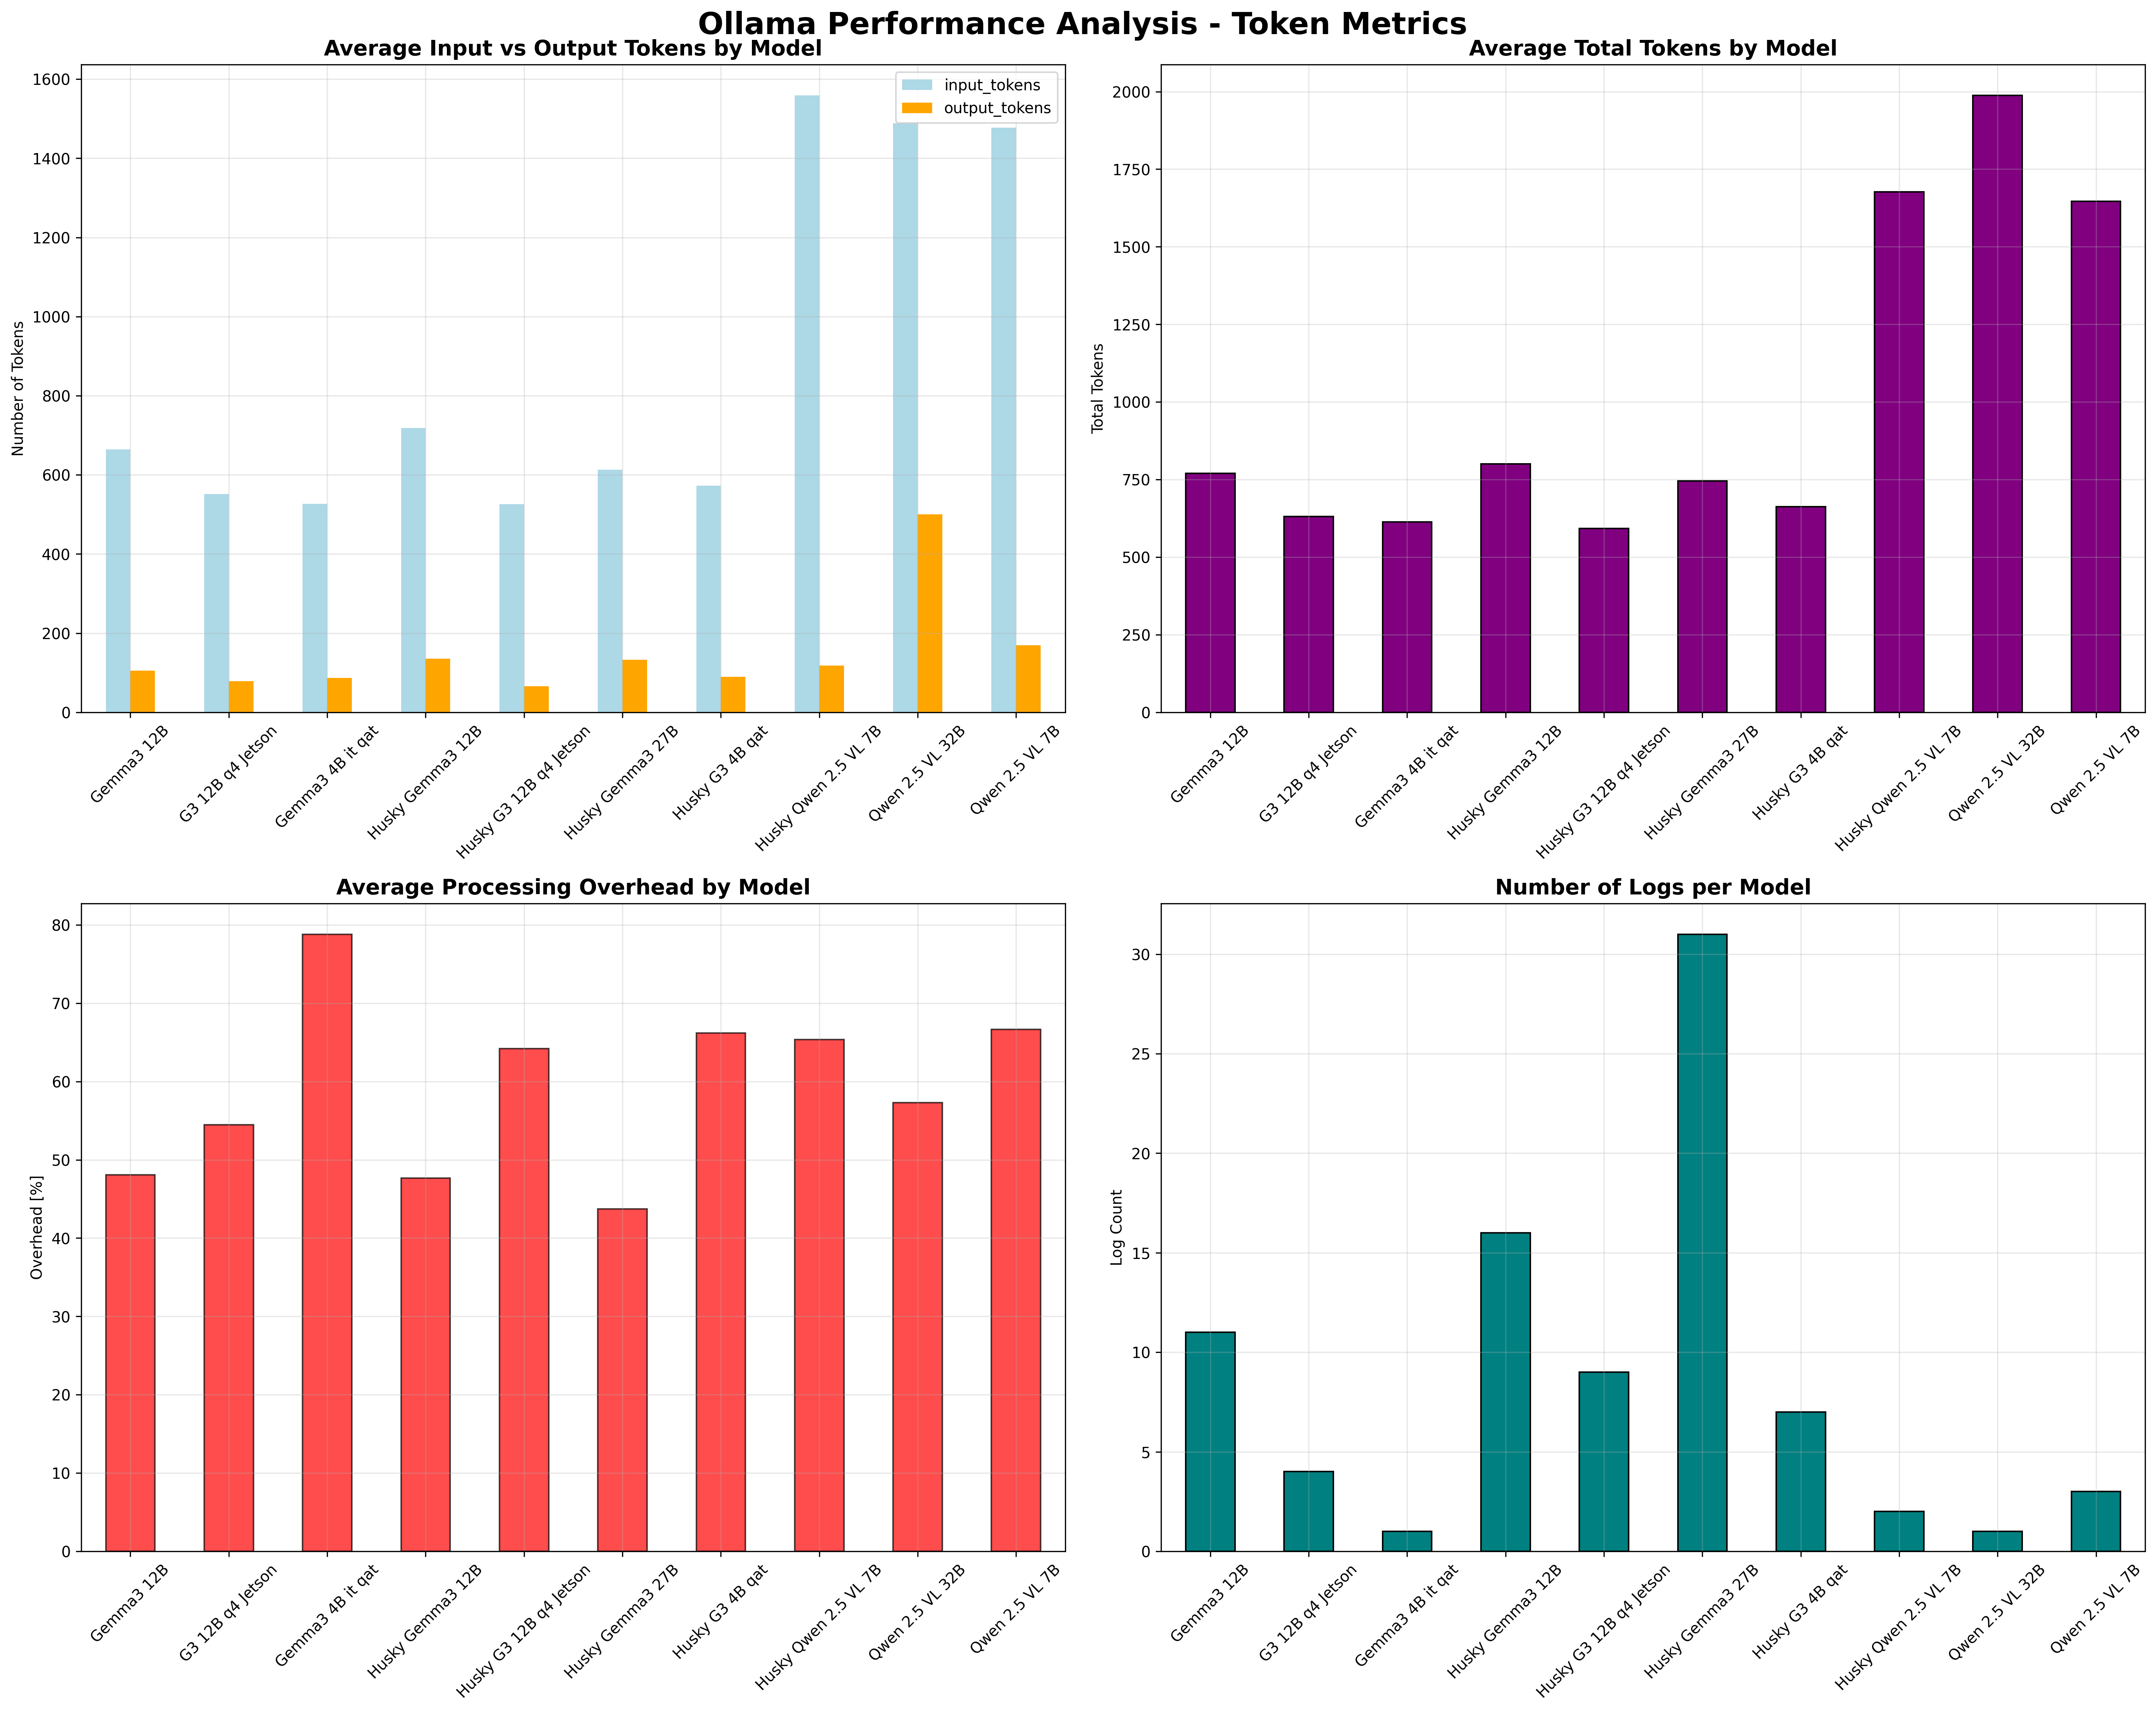 Ollama Performance Analysis - Token Metrics
Average Input vs Output Tokens by Model
Number of Tokens
1600
1400
1200
1000
800
600
400
200
0
input_tokens
output_tokens
Gemma3 12B
G3 12B q4 Jetson
Gemma3 4B it qat
Husky Gemma3 12B
Husky G3 12B q4 Jetson
Husky Gemma3 27B
Husky G3 4B qat
Husky Qwen 2.5 VL 7B
Qwen 2.5 VL 32B
Qwen 2.5 VL 7B
Average Total Tokens by Model
Total Tokens
2000
1750
1500
1250
1000
750
500
250
0
Gemma3 12B
G3 12B q4 Jetson
Gemma3 4B it qat
Husky Gemma3 12B
Husky G3 12B q4 Jetson
Husky Gemma3 27B
Husky G3 4B qat
Husky Qwen 2.5 VL 7B
Qwen 2.5 VL 32B
Qwen 2.5 VL 7B
Average Processing Overhead by Model
Overhead [%]
80
70
60
50
40
30
20
10
0
Gemma3 12B
G3 12B q4 Jetson
Gemma3 4B it qat
Husky Gemma3 12B
Husky G3 12B q4 Jetson
Husky Gemma3 27B
Husky G3 4B qat
Husky Qwen 2.5 VL 7B
Qwen 2.5 VL 32B
Qwen 2.5 VL 7B
Number of Logs per Model
Log Count
30
25
20
15
10
5
0
Gemma3 12B
G3 12B q4 Jetson
Gemma3 4B it qat
Husky Gemma3 12B
Husky G3 12B q4 Jetson
Husky Gemma3 27B
Husky G3 4B qat
Husky Qwen 2.5 VL 7B
Qwen 2.5 VL 32B
Qwen 2.5 VL 7B